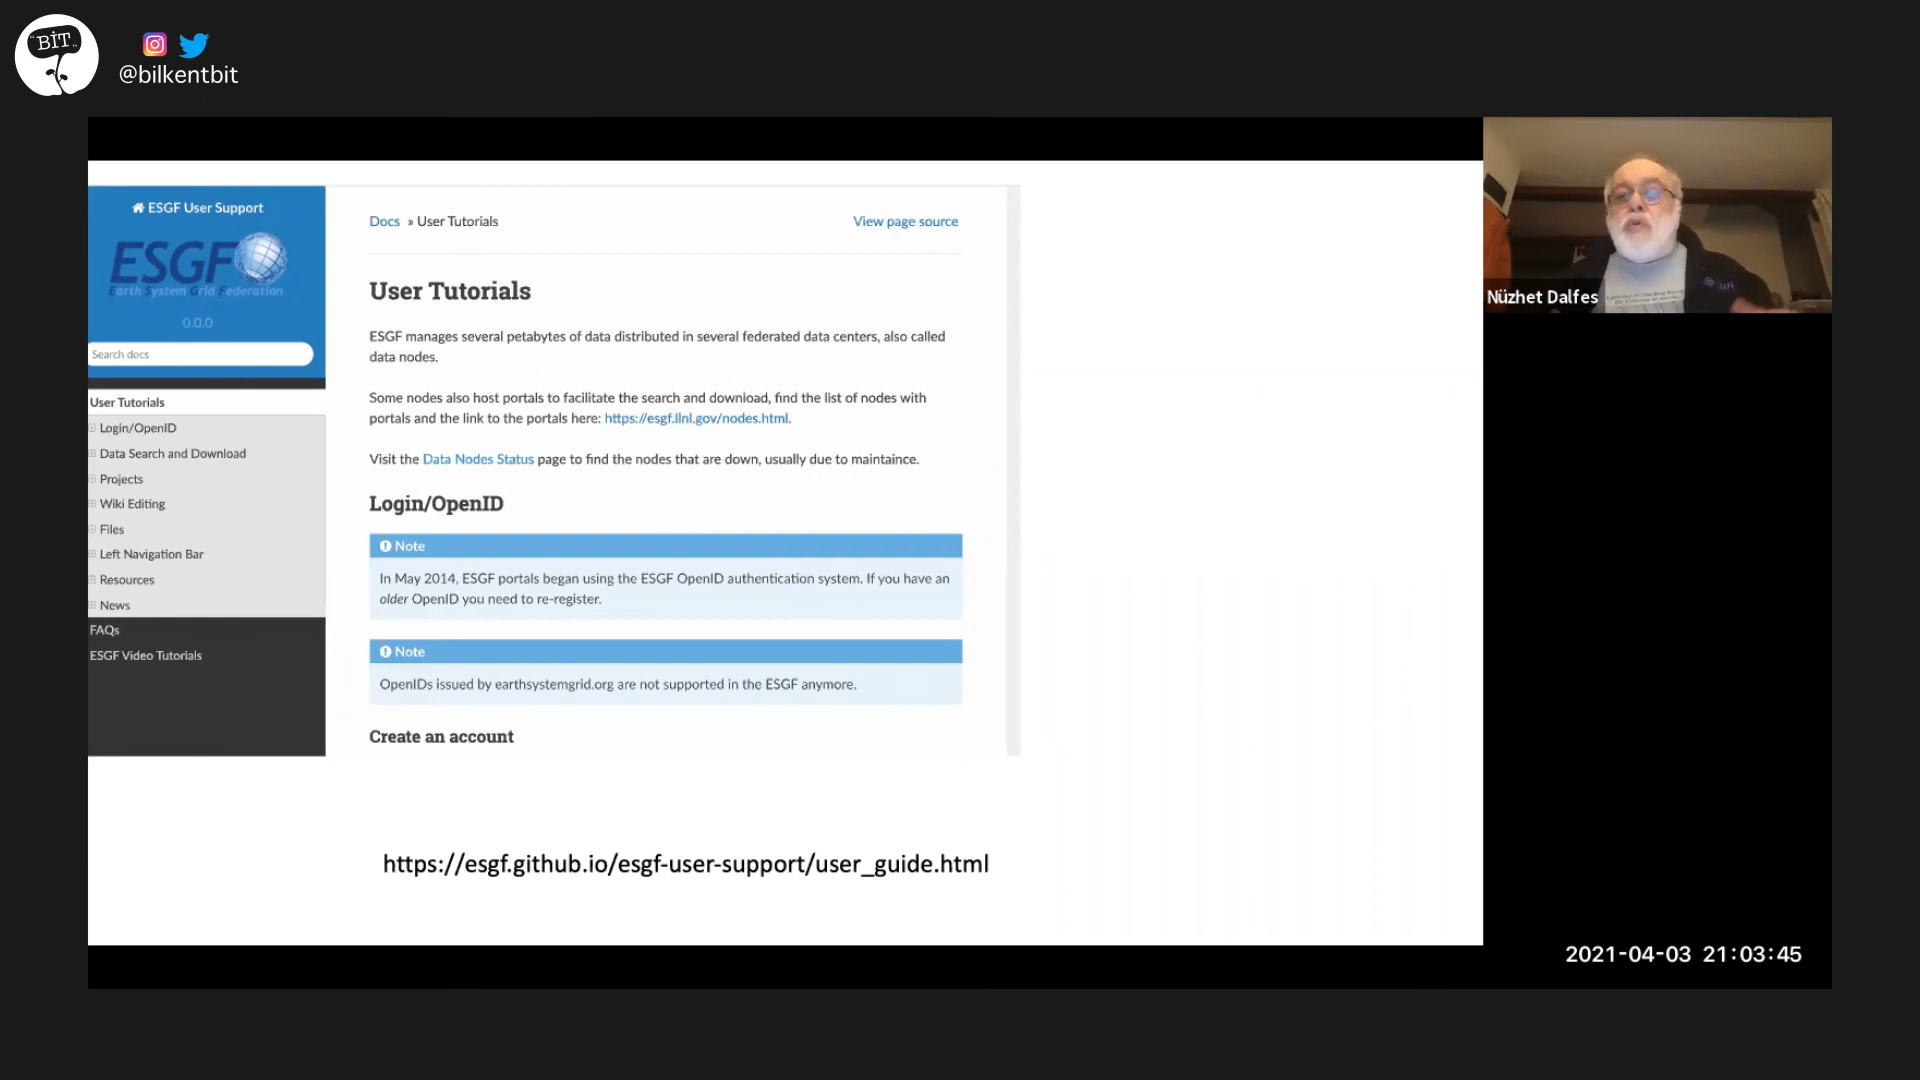 BİT
@bilkentbit
ESGF User Support
ESGF
Earth System Grid Federation
0.0.0
Search docs
User Tutorials
Login/OpenID
Data Search and Download
Projects
Wiki Editing
Files
Left Navigation Bar
Resources
News
FAQs
ESGF Video Tutorials
Docs » User Tutorials
View page source
User Tutorials
ESGF manages several petabytes of data distributed in several federated data centers, also called
data nodes.
Some nodes also host portals to facilitate the search and download, find the list of nodes with
portals and the link to the portals here: https://esgf.llnl.gov/nodes.html.
Visit the Data Nodes Status page to find the nodes that are down, usually due to maintaince.
Login/OpenID
Note
In May 2014, ESGF portals began using the ESGF OpenID authentication system. If you have an
older OpenID you need to re-register.
Note
OpenIDs issued by earthsystemgrid.org are not supported in the ESGF anymore.
Create an account
https://esgf.github.io/esgf-user-support/user_guide.html
Nüzhet Dalfes
2021-04-03 21:03:45